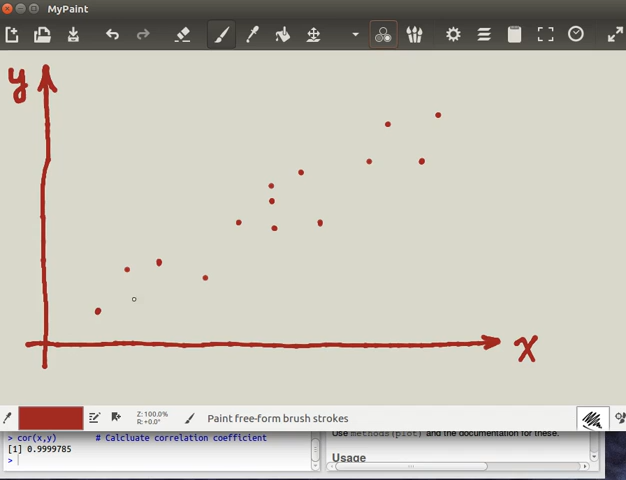 MyPaint
y
x
Z: 100.0%
R: +0.0°
Paint free-form brush strokes
> cor(x,y) # Calcluate correlation coefficient
[1] 0.9999785
>
Use methods(plot) and the documentation for these.
Usage